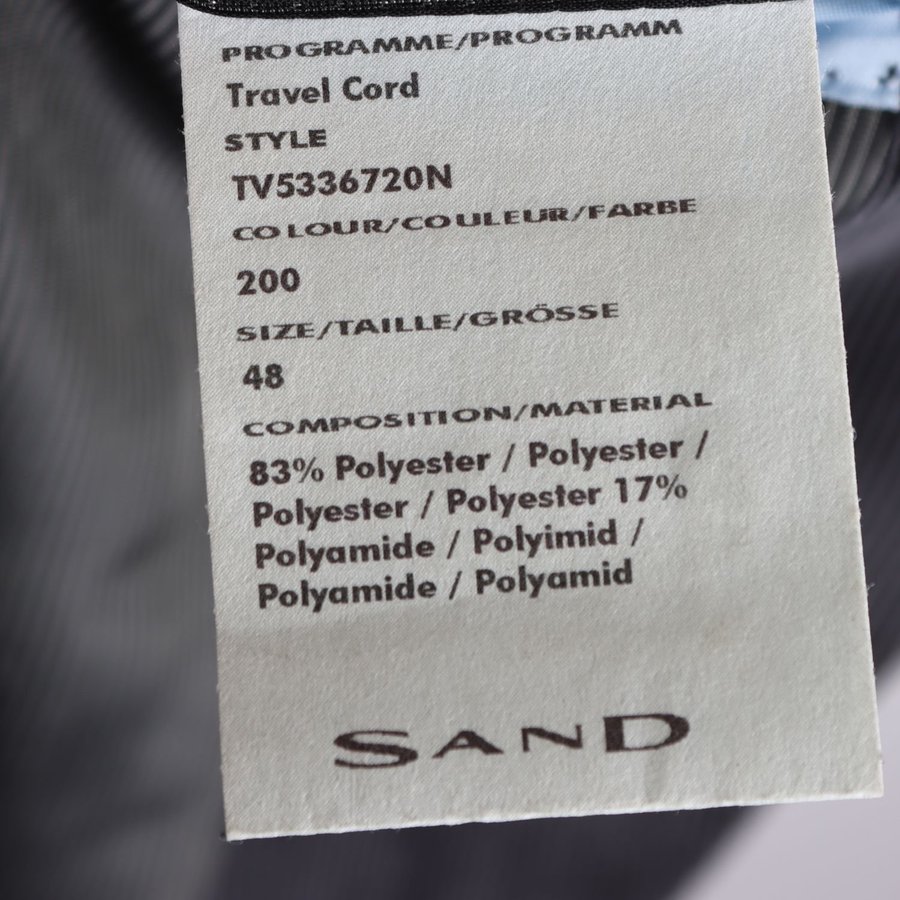 PROGRAMME/PROGRAMM
Travel Cord
STYLE
TV5336720N
COLOUR/COULEUR/FARBE
200
SIZE/TAILLE/GRÖSSE
48
COMPOSITION/MATERIAL
83% Polyester / Polyester /
Polyester / Polyester 17%
Polyamide / Polyimid /
Polyamide / Polyamid
SAND